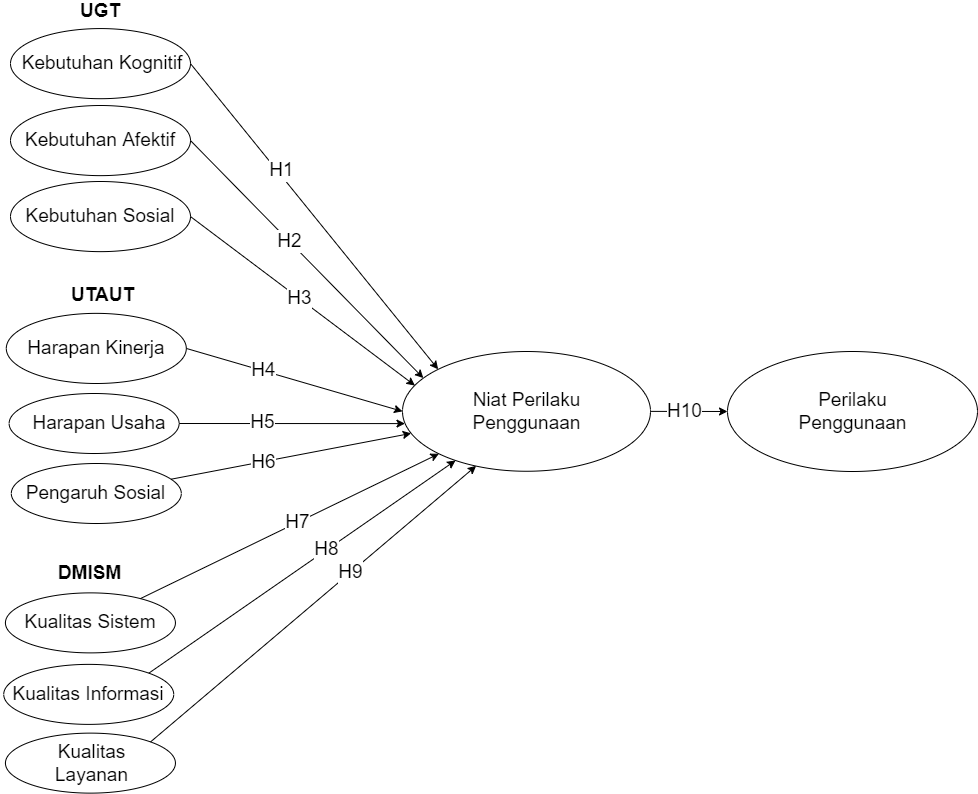 UGT
Kebutuhan Kognitif
Kebutuhan Afektif
Kebutuhan Sosial
H1
H2
H3
UTAUT
Harapan Kinerja
Harapan Usaha
Pengaruh Sosial
H4
H5
H6
DMISM
Kualitas Sistem
Kualitas Informasi
Kualitas
Layanan
H7
H8
H9
Niat Perilaku
Penggunaan
H10
Perilaku
Penggunaan